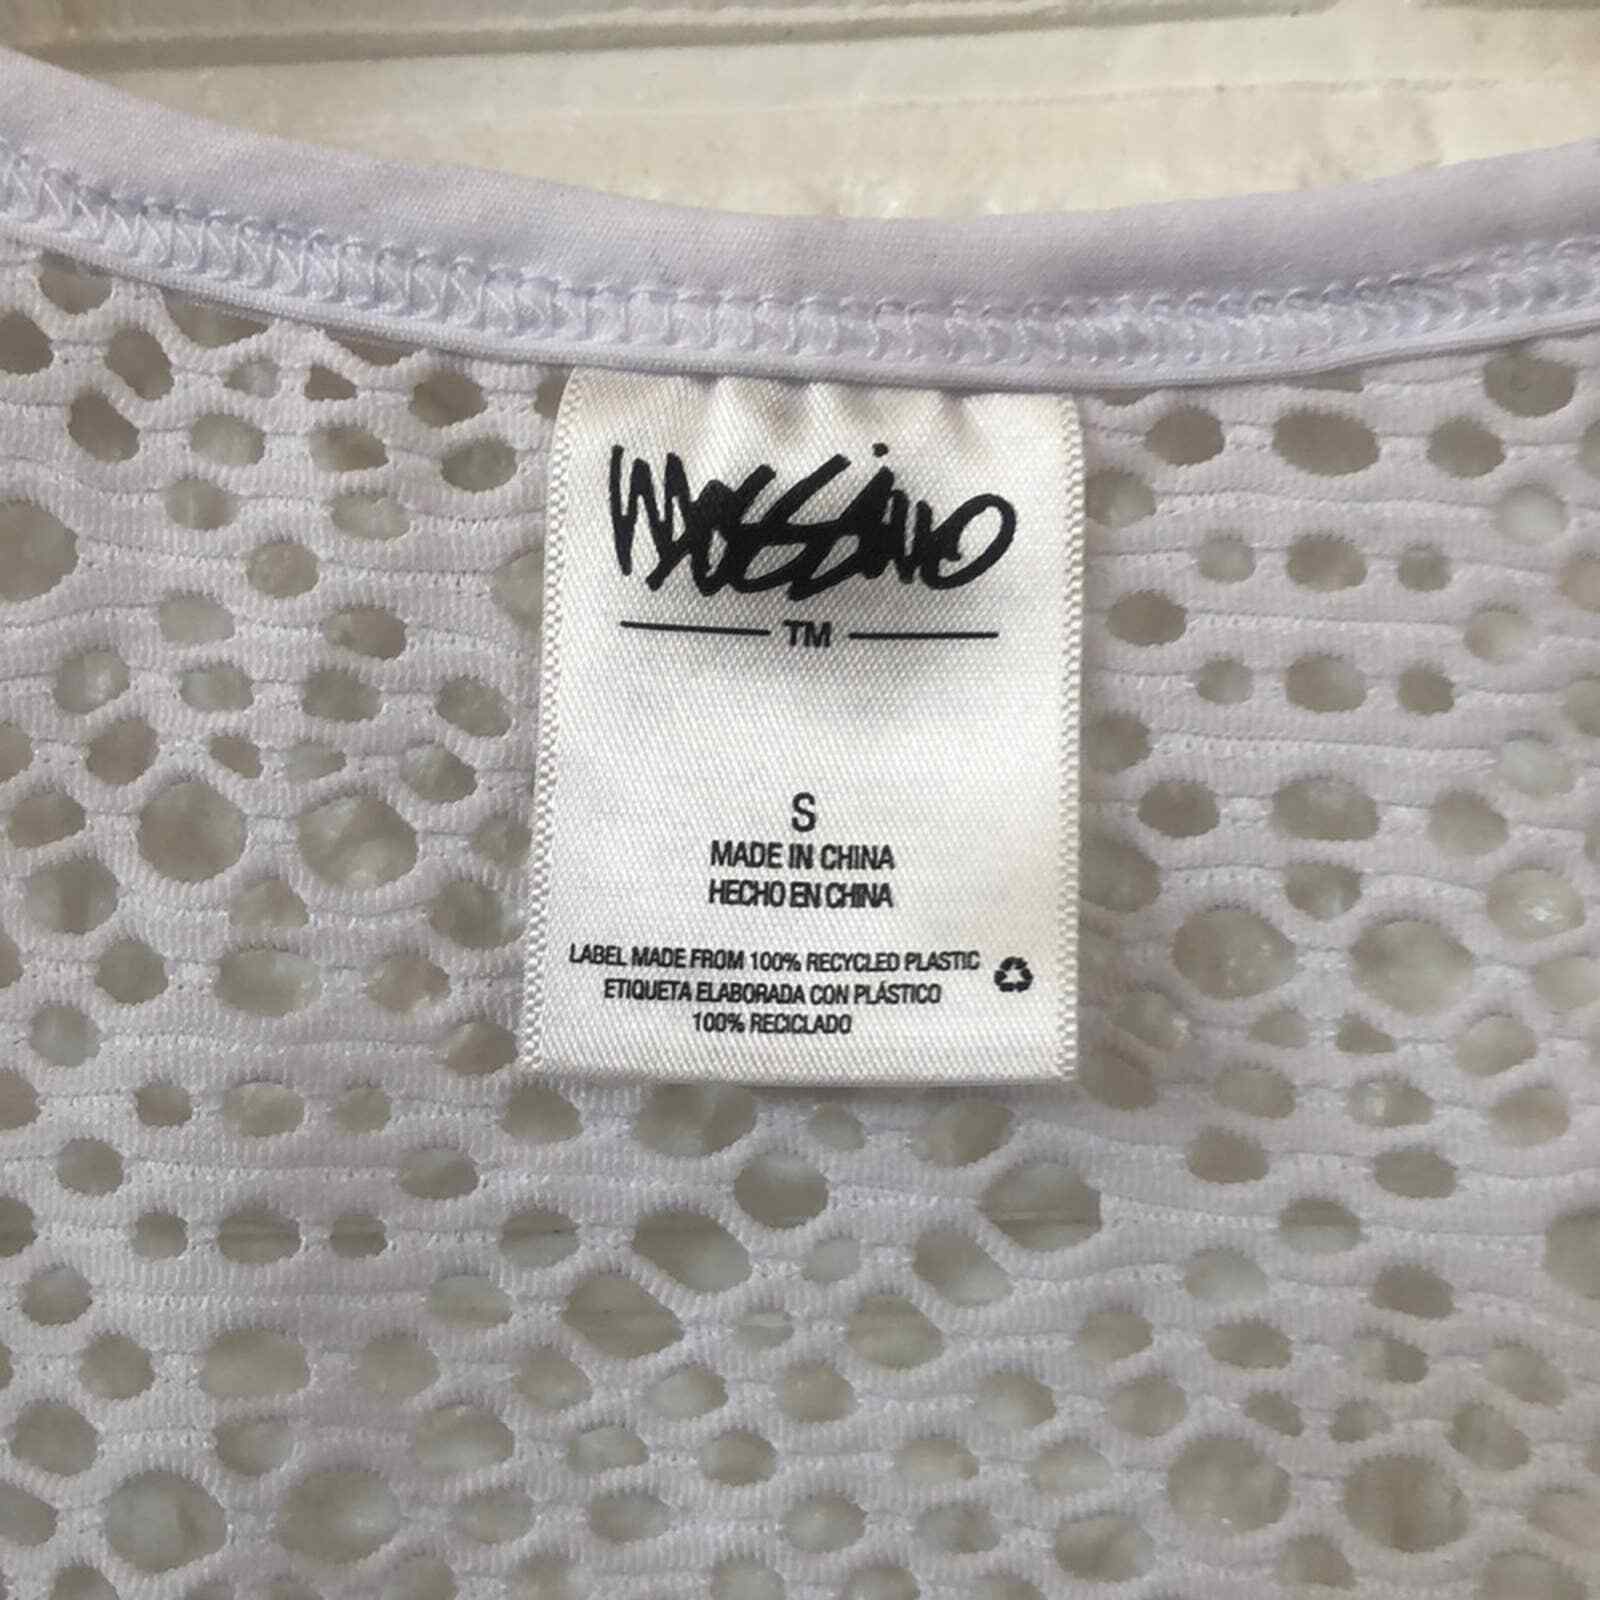 mossimo
TM
S
MADE IN CHINA
HECHO EN CHINA
LABEL MADE FROM 100% RECYCLED PLASTIC
ETIQUETA ELABORADA CON PLÁSTICO
100% RECICLADO